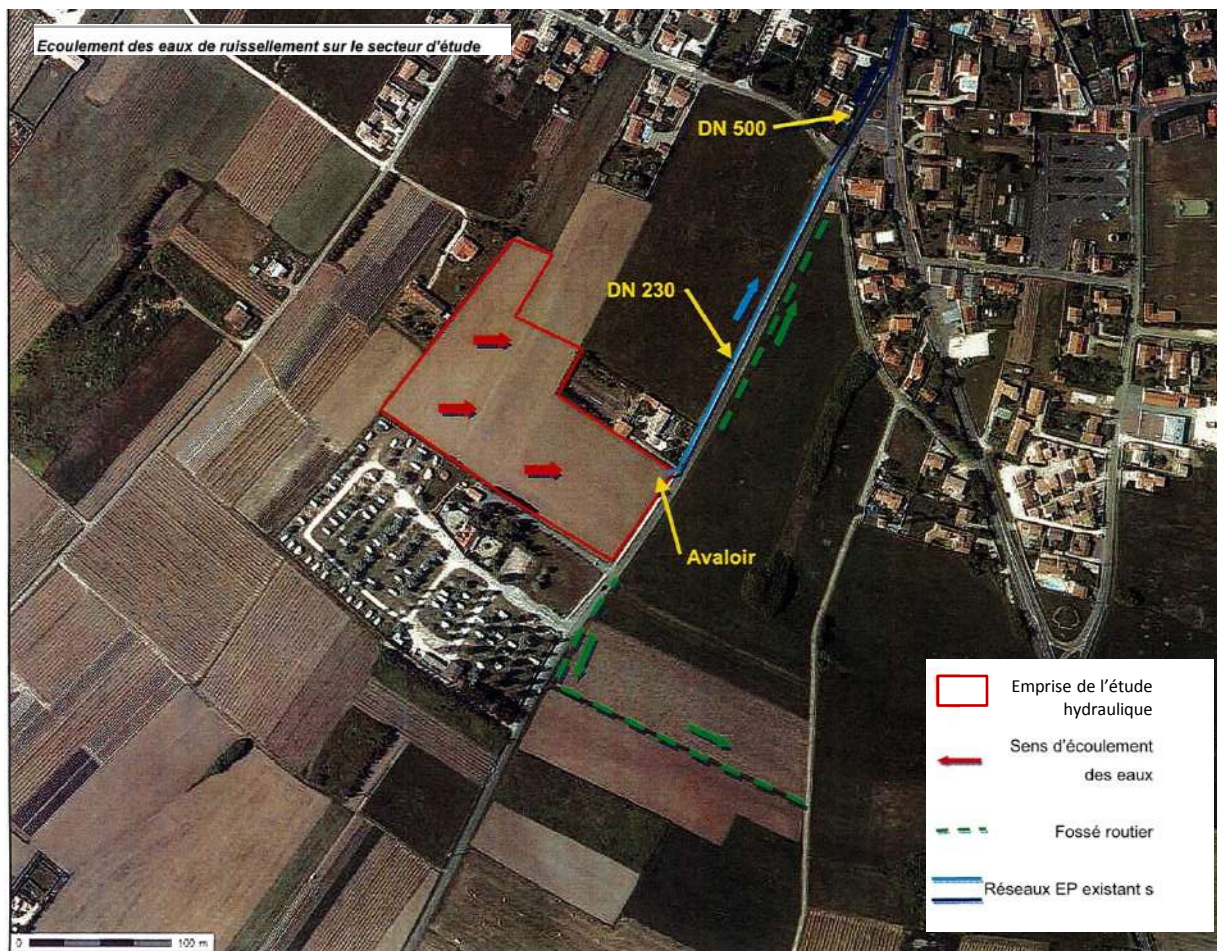 Ecoulement des eaux de ruissellement sur le secteur d'étude
DN 500
DN 230
Avaloir
Emprise de l'étude
hydraulique
Sens d'écoulement
des eaux
Fossé routier
Réseaux EP existant s
0 100 m